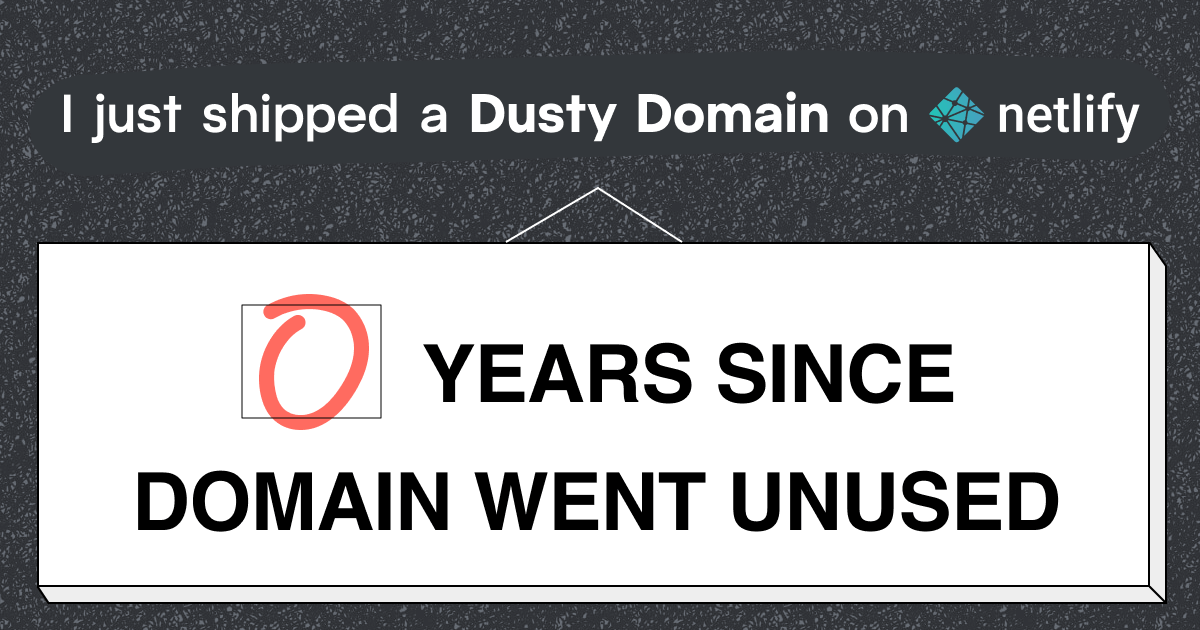 I just shipped a Dusty Domain on netlify
0 YEARS SINCE
DOMAIN WENT UNUSED